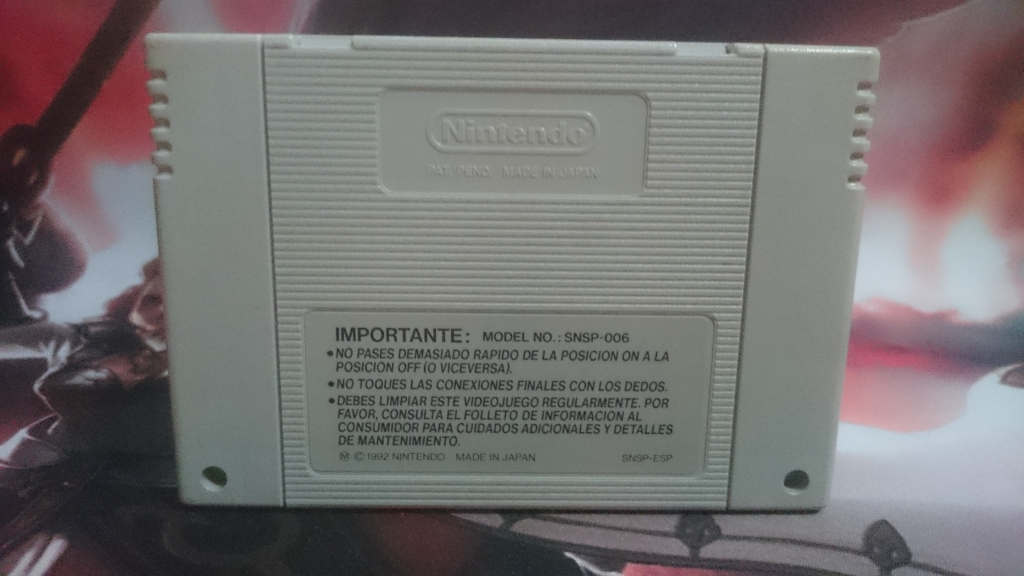 Nintendo
PAT. PEND. MADE IN JAPAN
IMPORTANTE: MODEL NO.: SNSP-006
•NO PASES DEMASIADO RAPIDO DE LA POSICION ON A LA
POSICION OFF (O VICEVERSA).
•NO TOQUES LAS CONEXIONES FINALES CON LOS DEDOS.
•DEBES LIMPIAR ESTE VIDEOJUEGO REGULARMENTE. POR
FAVOR, CONSULTA EL FOLLETO DE INFORMACION AL
CONSUMIDOR PARA CUIDADOS ADICIONALES Y DETALLES
DE MANTENIMIENTO.
Ⓜ ©1992 NINTENDO MADE IN JAPAN SNSP-ESP